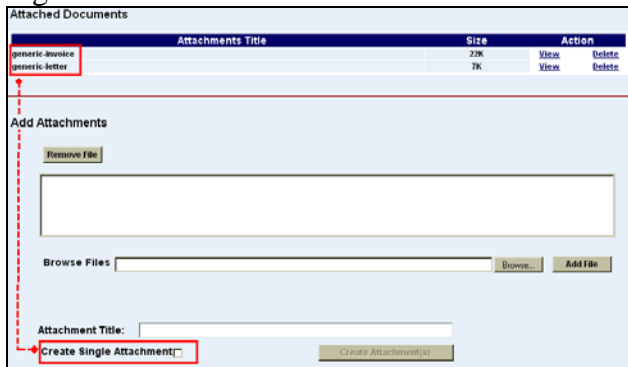 Attached Documents
Attachments Title Size Action
generic-invoice 22K View Delete
generic-letter 7K View Delete
Add Attachments
Remove File
Browse Files Browse... Add File
Attachment Title:
Create Single Attachment Create Attachment(s)